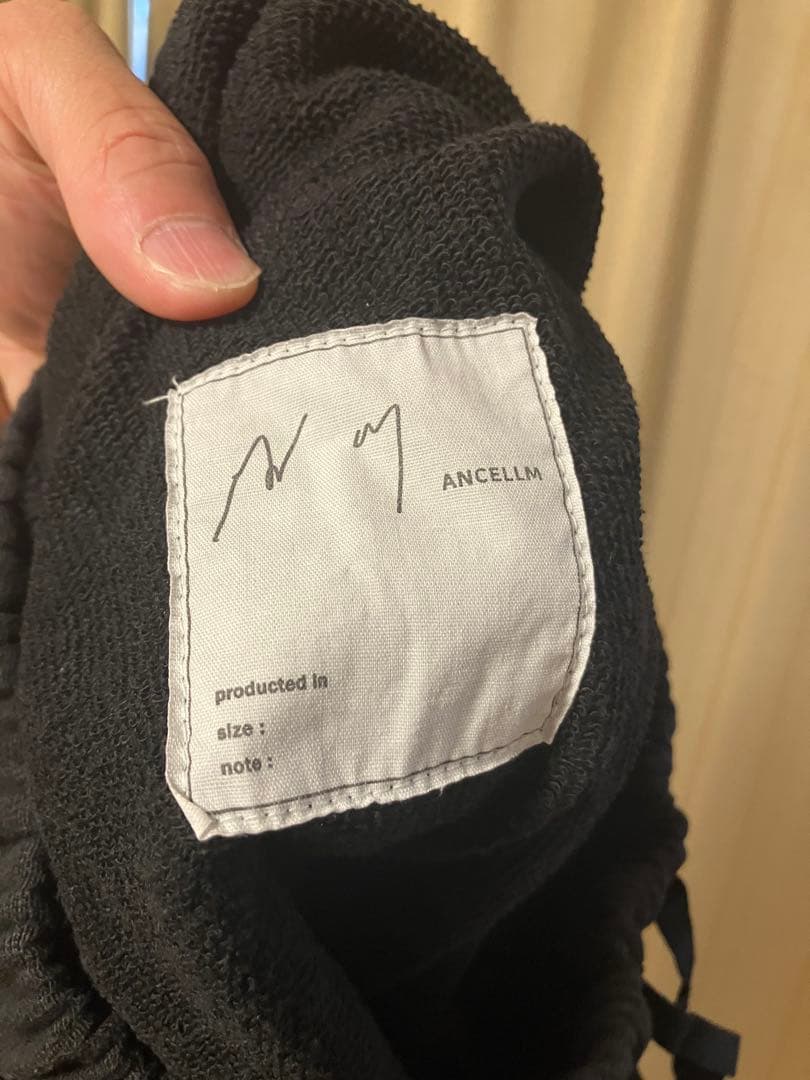 ANCELLM
producted in
size :
note :